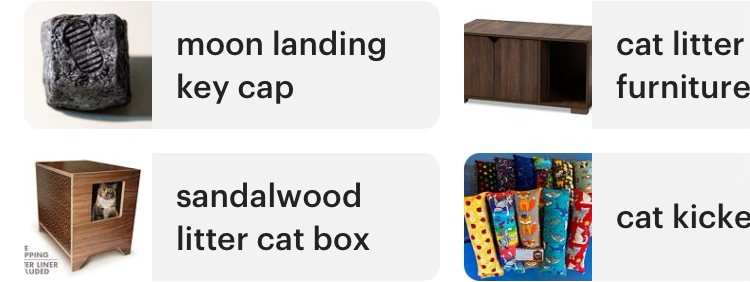 moon landing
key cap
cat litter
furniture
sandalwood
litter cat box
cat kicke
PPING
ER LINER
LUDED